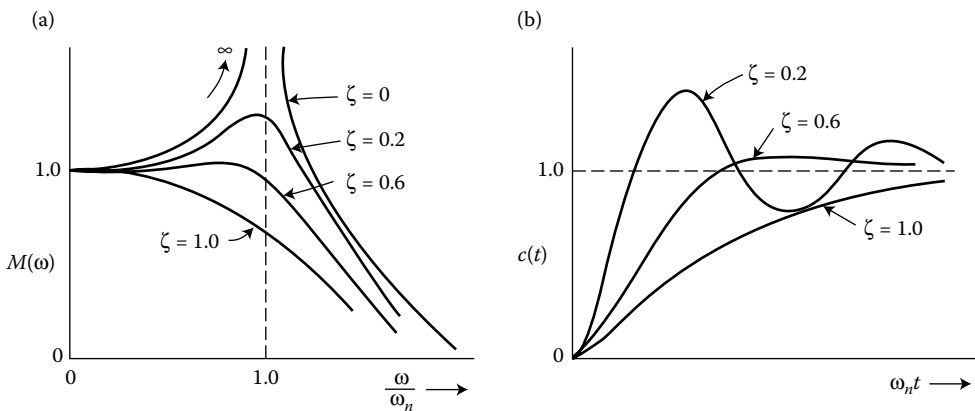 (a)
∞
ζ = 0
ζ = 0.2
ζ = 0.6
ζ = 1.0
1.0
M(ω)
0
0
1.0
ω/ωn
(b)
ζ = 0.2
ζ = 0.6
ζ = 1.0
1.0
c(t)
0
ωnt